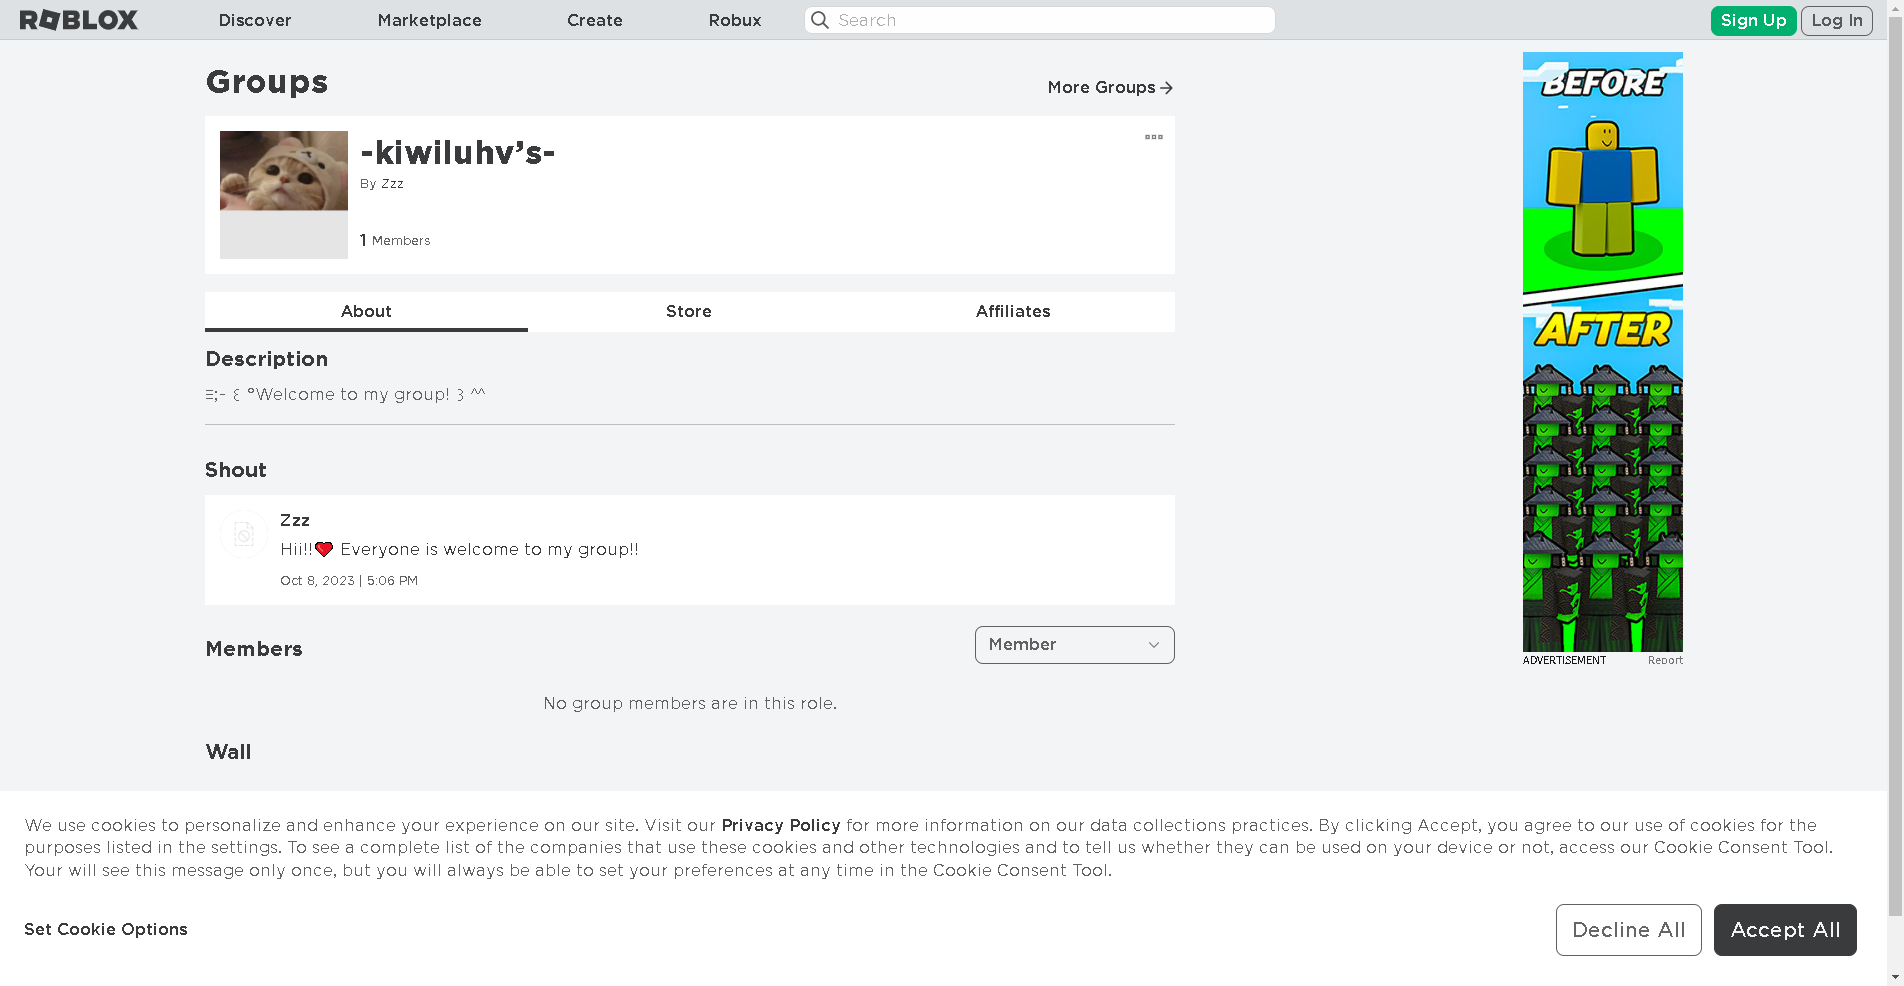 ROBLOX
Discover
Marketplace
Create
Robux
Search
Sign Up
Log In
Groups
More Groups
-kiwiluhv’s-
By Zzz
1 Members
About
Store
Affiliates
Description
Ξ;- ꒰ °Welcome to my group! ꒱ ^^
Shout
Zzz
Hii!!❤️ Everyone is welcome to my group!!
Oct 8, 2023 | 5:06 PM
Members
Member
No group members are in this role.
Wall
BEFORE
AFTER
ADVERTISEMENT
Report
We use cookies to personalize and enhance your experience on our site. Visit our Privacy Policy for more information on our data collections practices. By clicking Accept, you agree to our use of cookies for the
purposes listed in the settings. To see a complete list of the companies that use these cookies and other technologies and to tell us whether they can be used on your device or not, access our Cookie Consent Tool.
Your will see this message only once, but you will always be able to set your preferences at any time in the Cookie Consent Tool.
Set Cookie Options
Decline All
Accept All